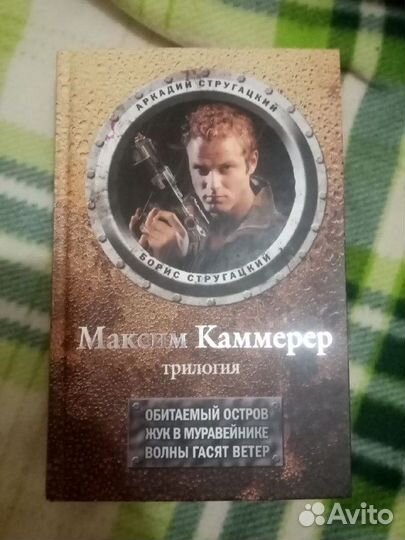 АРКАДИЙ СТРУГАЦКИЙ
БОРИС СТРУГАЦКИЙ
Максим Каммерер
трилогия
ОБИТАЕМЫЙ ОСТРОВ
ЖУК В МУРАВЕЙНИКЕ
ВОЛНЫ ГАСЯТ ВЕТЕР
Avito